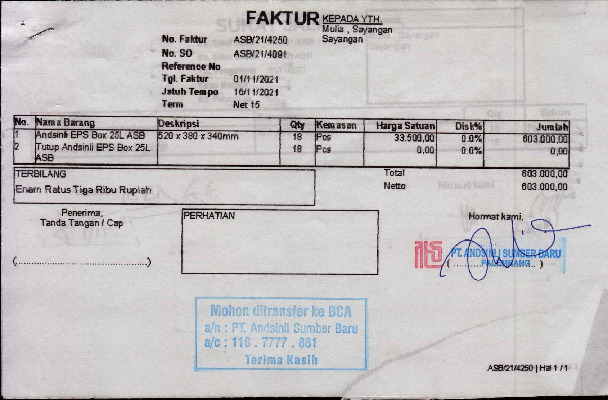 FAKTUR
KEPADA YTH.
Mulia , Sayangan
Sayangan
No. Faktur ASB/21/4250
No. SO ASB/21/4091
Reference No
Tgl. Faktur 01/11/2021
Jatuh Tempo 16/11/2021
Term Net 15
No. Nama Barang Deskripsi Qty Kemasan Harga Satuan Disk% Jumlah
1 Andsinli EPS Box 25L ASB 520 x 380 x 340mm 18 Pcs 33.500,00 0.0% 603.000,00
2 Tutup Andsinli EPS Box 25L 18 Pcs 0,00 0.0% 0,00
ASB
TERBILANG
Enam Ratus Tiga Ribu Rupiah
Total 603.000,00
Netto 603.000,00
Penerima,
Tanda Tangan / Cap
(..............................)
PERHATIAN
Hormat kami,
PT. ANDSINLI SUMBER BARU
PALEMBANG
Mohon ditransfer ke BCA
a/n : PT. Andsinli Sumber Baru
a/c : 116 . 7777 . 881
Terima Kasih
ASB/21/4250 | Hal 1 / 1